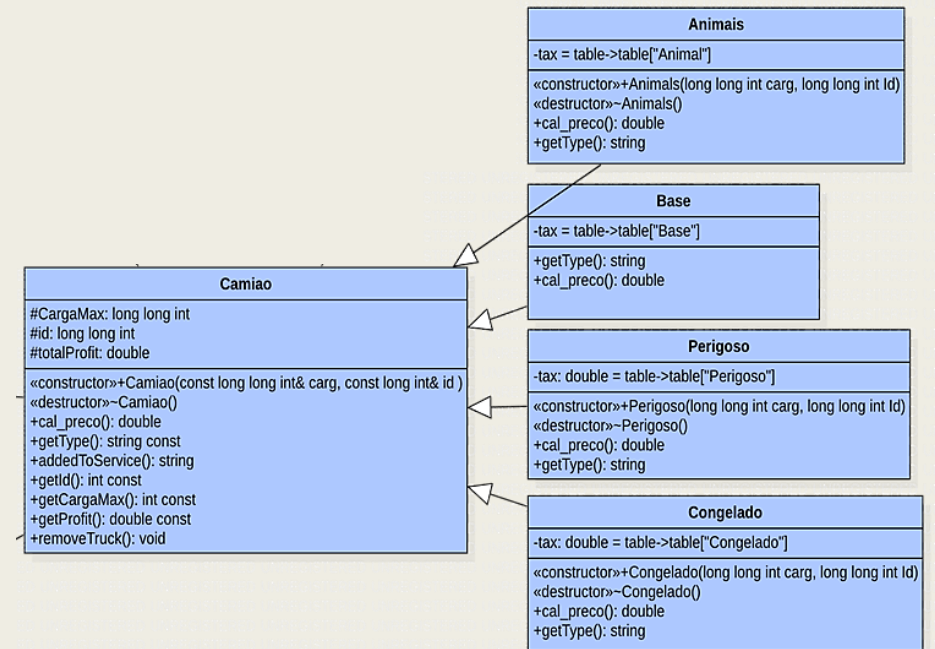 Animais
-tax = table->table["Animal"]
«constructor»+Animals(long long int carg, long long int Id)
«destructor»~Animals()
+cal_preco(): double
+getType(): string
Base
-tax = table->table["Base"]
+getType(): string
+cal_preco(): double
Camiao
#CargaMax: long long int
#id: long long int
#totalProfit: double
«constructor»+Camiao(const long long int& carg, const long int& id )
«destructor»~Camiao()
+cal_preco(): double
+getType(): string const
+addedToService(): string
+getId(): int const
+getCargaMax(): int const
+getProfit(): double const
+removeTruck(): void
Perigoso
-tax: double = table->table["Perigoso"]
«constructor»+Perigoso(long long int carg, long long int Id)
«destructor»~Perigoso()
+cal_preco(): double
+getType(): string
Congelado
-tax: double = table->table["Congelado"]
«constructor»+Congelado(long long int carg, long long int Id)
«destructor»~Congelado()
+cal_preco(): double
+getType(): string